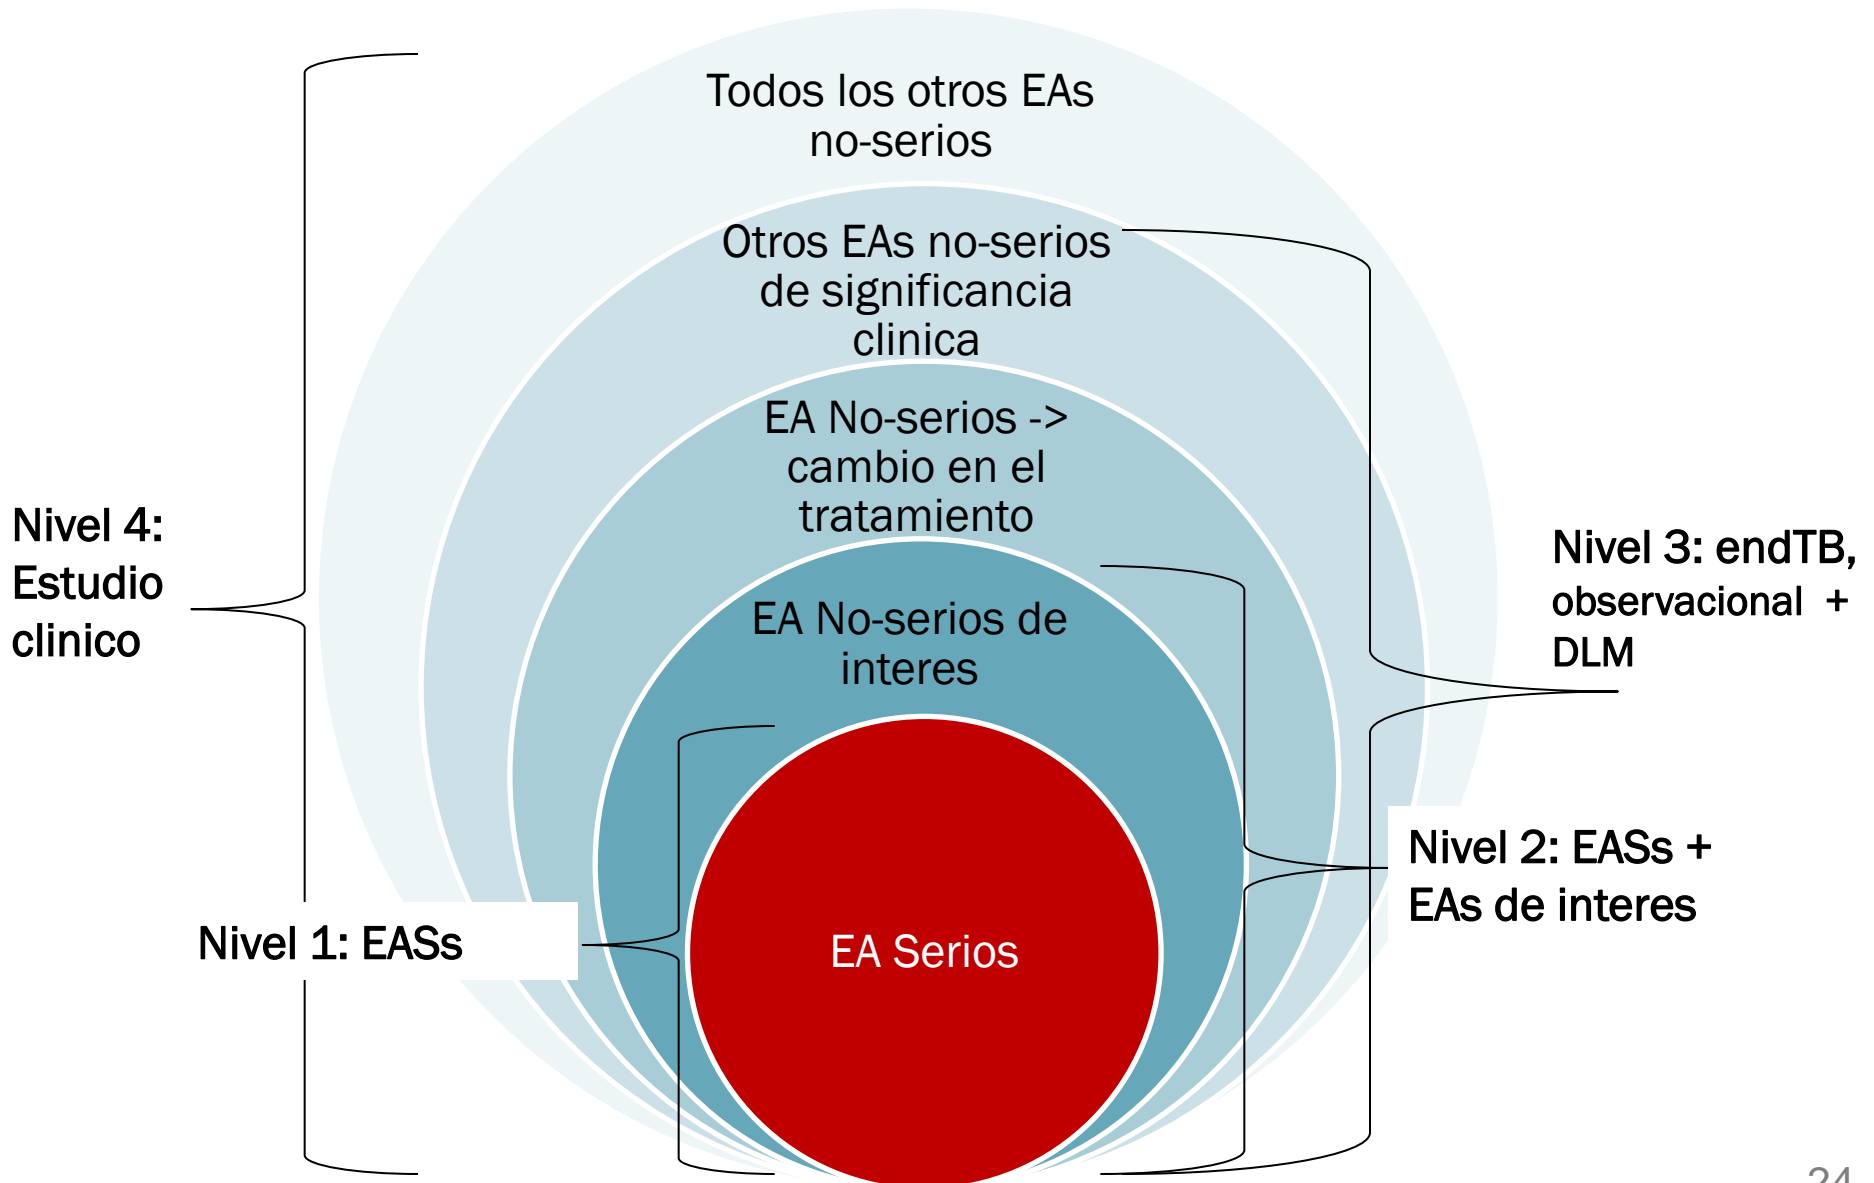 Todos los otros EAs
no-serios
Otros EAs no-serios
de significancia
clinica
EA No-serios ->
cambio en el
tratamiento
EA No-serios de
interes
EA Serios
Nivel 4:
Estudio
clinico
Nivel 1: EASs
Nivel 3: endTB,
observacional +
DLM
Nivel 2: EASs +
EAs de interes
24